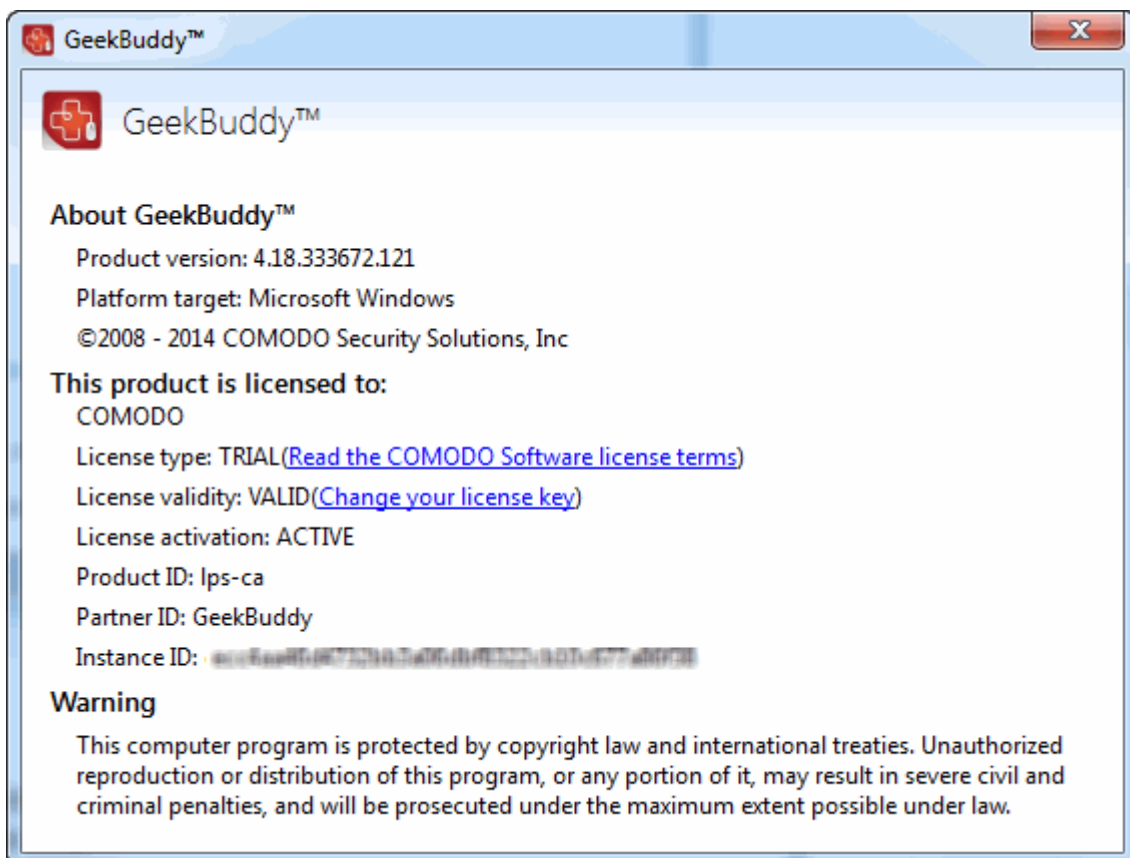 GeekBuddy™
GeekBuddy™
About GeekBuddy™
Product version: 4.18.333672.121
Platform target: Microsoft Windows
©2008 - 2014 COMODO Security Solutions, Inc
This product is licensed to:
COMODO
License type: TRIAL(Read the COMODO Software license terms)
License validity: VALID(Change your license key)
License activation: ACTIVE
Product ID: lps-ca
Partner ID: GeekBuddy
Instance ID:
Warning
This computer program is protected by copyright law and international treaties. Unauthorized
reproduction or distribution of this program, or any portion of it, may result in severe civil and
criminal penalties, and will be prosecuted under the maximum extent possible under law.